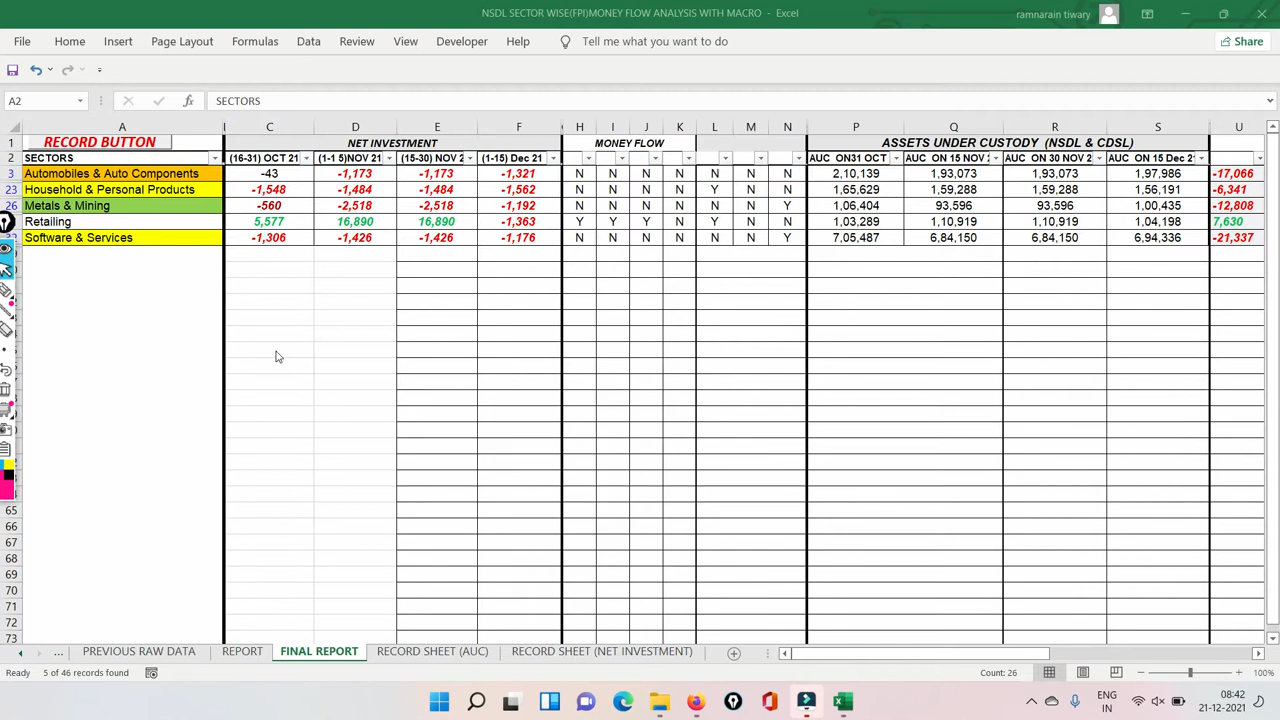 NSDL SECTOR WISE(FPI)MONEY FLOW ANALYSIS WITH MACRO - Excel
ramnarain tiwary
File Home Insert Page Layout Formulas Data Review View Developer Help Tell me what you want to do Share
A2 fx SECTORS
A C D E F H I J K L M N P Q R S U
1 RECORD BUTTON NET INVESTMENT MONEY FLOW ASSETS UNDER CUSTODY (NSDL & CDSL)
2 SECTORS (16-31) OCT 21 (1-1 5)NOV 21 (15-30) NOV 2 (1-15) Dec 21 AUC ON31 OCT AUC ON 15 NOV AUC ON 30 NOV 2 AUC ON 15 Dec 2
3 Automobiles & Auto Components -43 -1,173 -1,173 -1,321 N N N N N N N 2,10,139 1,93,073 1,93,073 1,97,986 -17,066
23 Household & Personal Products -1,548 -1,484 -1,484 -1,562 N N N N Y N N 1,65,629 1,59,288 1,59,288 1,56,191 -6,341
26 Metals & Mining -560 -2,518 -2,518 -1,192 N N N N N N Y 1,06,404 93,596 93,596 1,00,435 -12,808
Retailing 5,577 16,890 16,890 -1,363 Y Y Y N Y N N 1,03,289 1,10,919 1,10,919 1,04,198 7,630
Software & Services -1,306 -1,426 -1,426 -1,176 N N N N N N Y 7,05,487 6,84,150 6,84,150 6,94,336 -21,337
65
66
67
68
69
70
71
72
73
... PREVIOUS RAW DATA REPORT FINAL REPORT RECORD SHEET (AUC) RECORD SHEET (NET INVESTMENT)
Ready 5 of 46 records found Count: 26 100%
ENG
IN
08:42
21-12-2021